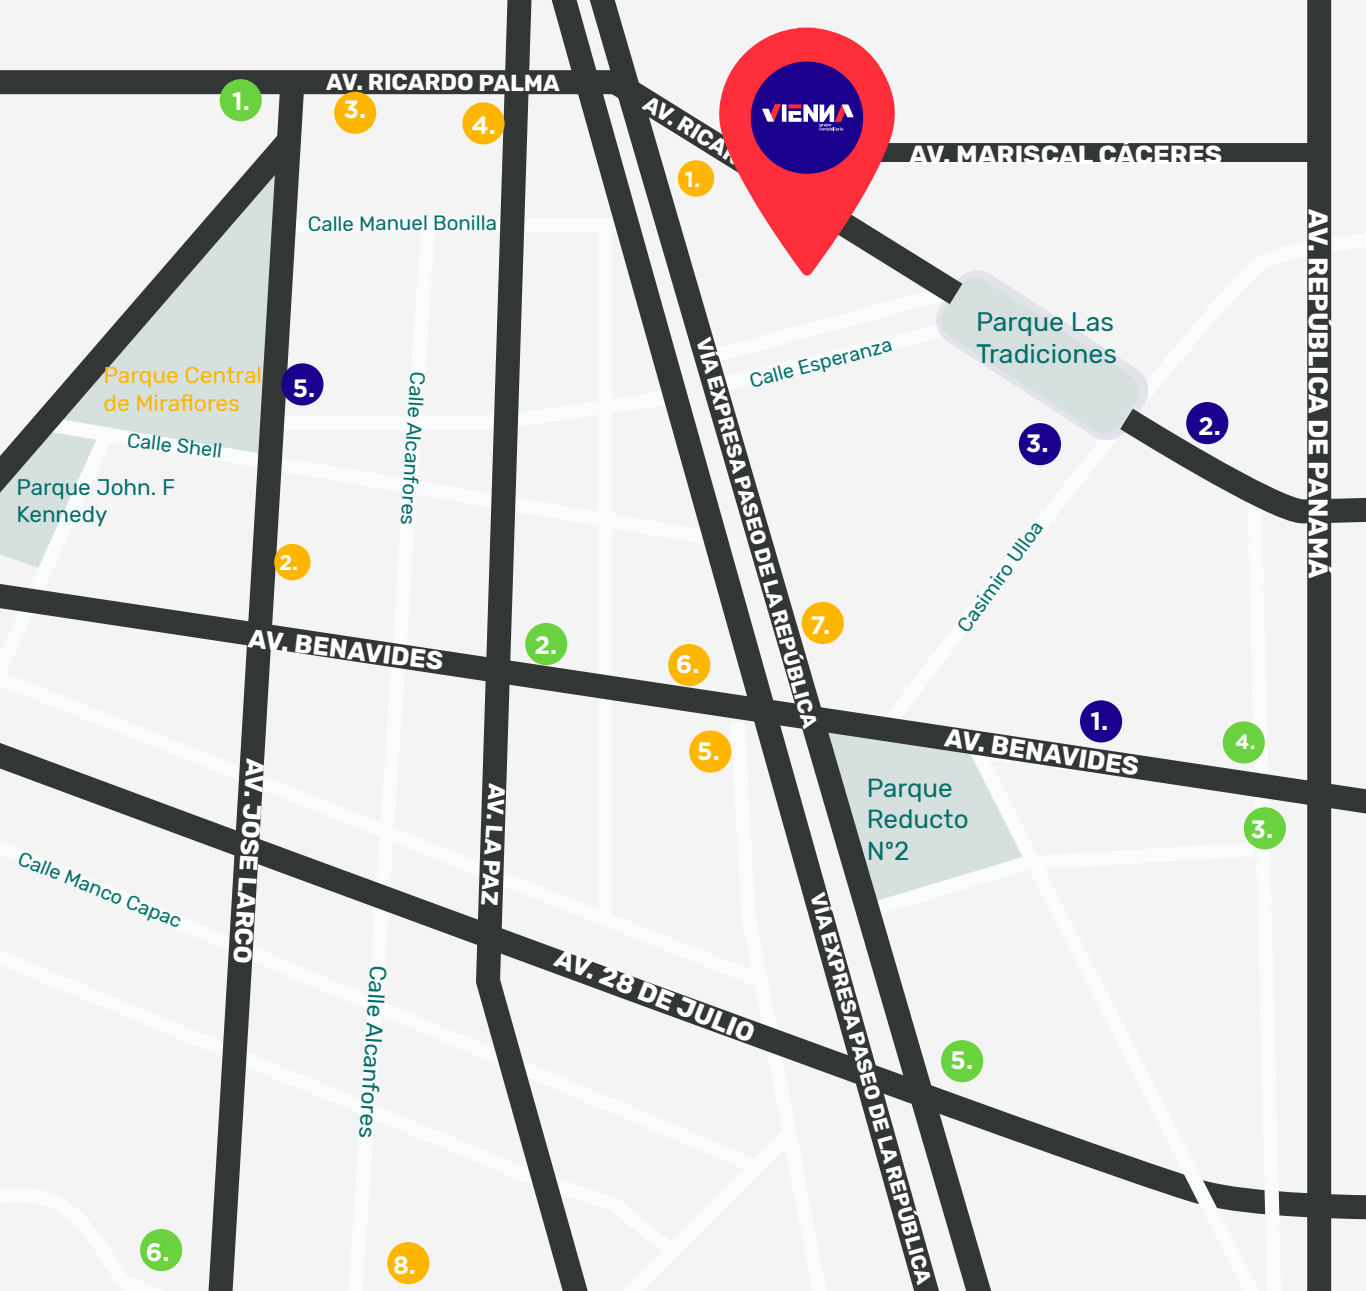 AV. RICARDO PALMA
1.
3.
4.
AV. RICAR
1.
VIENNA
grupo
inmobiliario
AV. MARISCAL CÁCERES
AV. REPÚBLICA DE PANAMÁ
Calle Manuel Bonilla
Parque Las
Tradiciones
Calle Esperanza
VÍA EXPRESA PASEO DE LA REPÚBLICA
Parque Central
de Miraflores
5.
Calle Alcanfores
3.
2.
Calle Shell
Parque John. F
Kennedy
2.
Casimiro Ulloa
AV. BENAVIDES
2.
6.
7.
5.
AV. BENAVIDES
1.
4.
3.
Parque
Reducto
N°2
AV. JOSE LARCO
AV. LA PAZ
Calle Manco Capac
AV. 28 DE JULIO
VÍA EXPRESA PASEO DE LA REPÚBLICA
Calle Alcanfores
5.
6.
8.